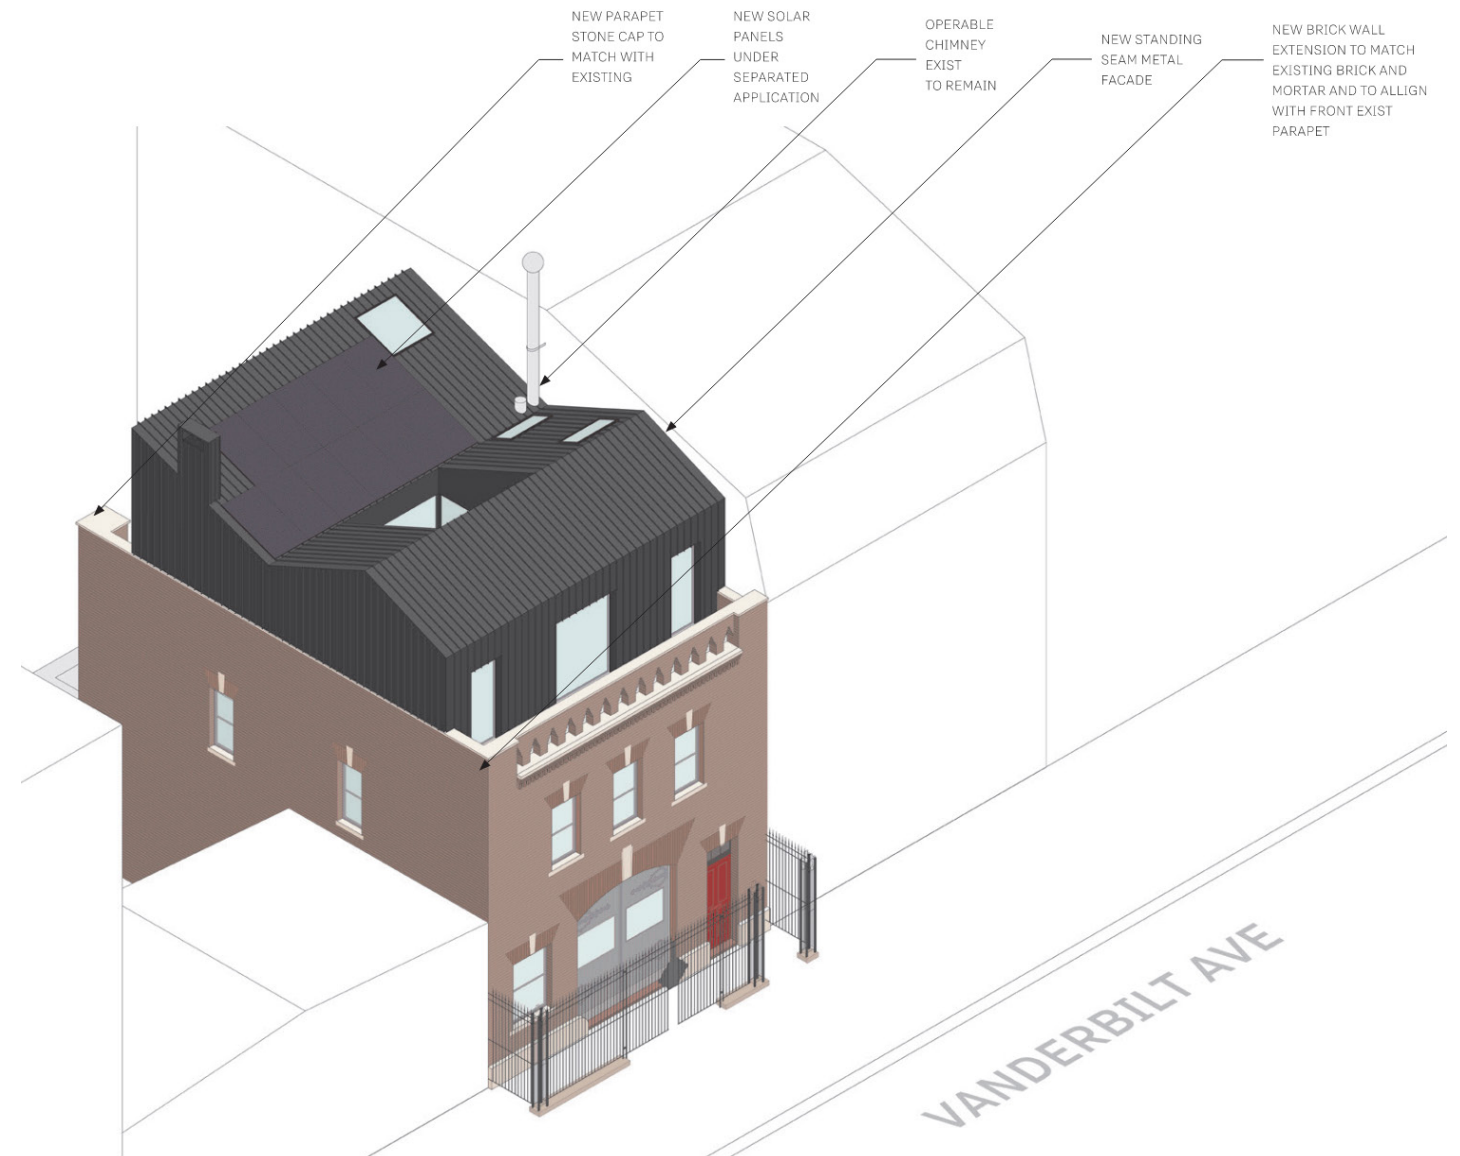 NEW PARAPET
STONE CAP TO
MATCH WITH
EXISTING
NEW SOLAR
PANELS
UNDER
SEPARATED
APPLICATION
OPERABLE
CHIMNEY
EXIST
TO REMAIN
NEW STANDING
SEAM METAL
FACADE
NEW BRICK WALL
EXTENSION TO MATCH
EXISTING BRICK AND
MORTAR AND TO ALLIGN
WITH FRONT EXIST
PARAPET
VANDERBILT AVE